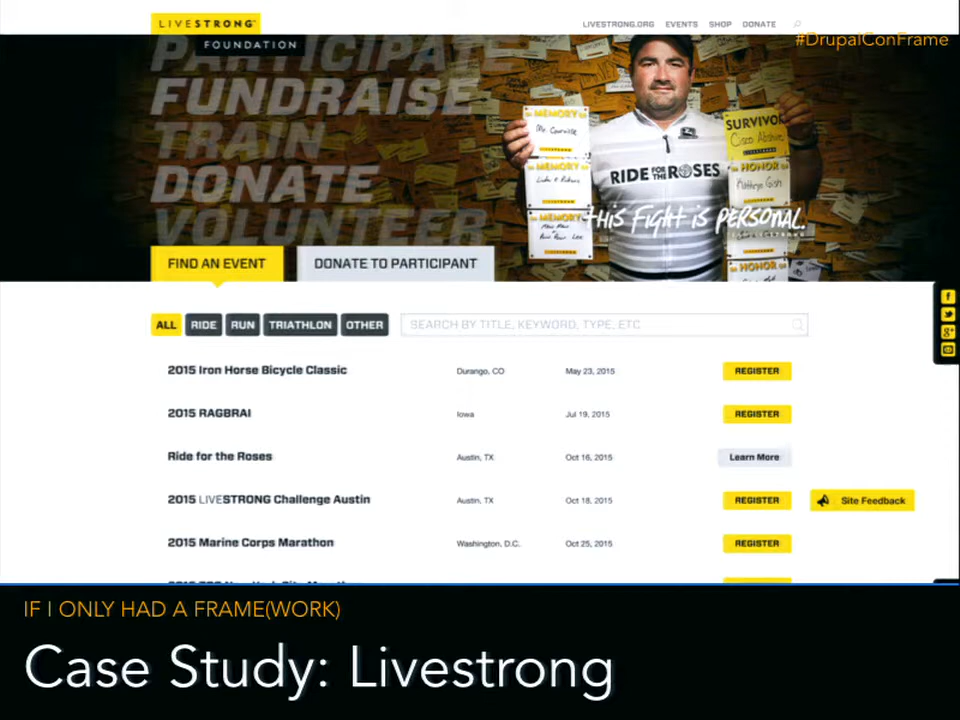 LIVESTRONG
FOUNDATION
LIVESTRONG.ORG EVENTS SHOP DONATE
#DrupalConFrame
PARTICIPATE
FUNDRAISE
TRAIN
DONATE
VOLUNTEER
MEMORY
SURVIVOR
RIDE FOR THE ROSES
MEMORY
HONOR
THIS FIGHT IS PERSONAL.
MEMORY
HONOR
FIND AN EVENT DONATE TO PARTICIPANT
ALL RIDE RUN TRIATHLON OTHER SEARCH BY TITLE, KEYWORD, TYPE, ETC
2015 Iron Horse Bicycle Classic Durango, CO May 23, 2015 REGISTER
2015 RAGBRAI Iowa Jul 19, 2015 REGISTER
Ride for the Roses Austin, TX Oct 16, 2015 Learn More
2015 LIVESTRONG Challenge Austin Austin, TX Oct 18, 2015 REGISTER
Site Feedback
2015 Marine Corps Marathon Washington, D.C. Oct 25, 2015 REGISTER
IF I ONLY HAD A FRAME(WORK)
Case Study: Livestrong